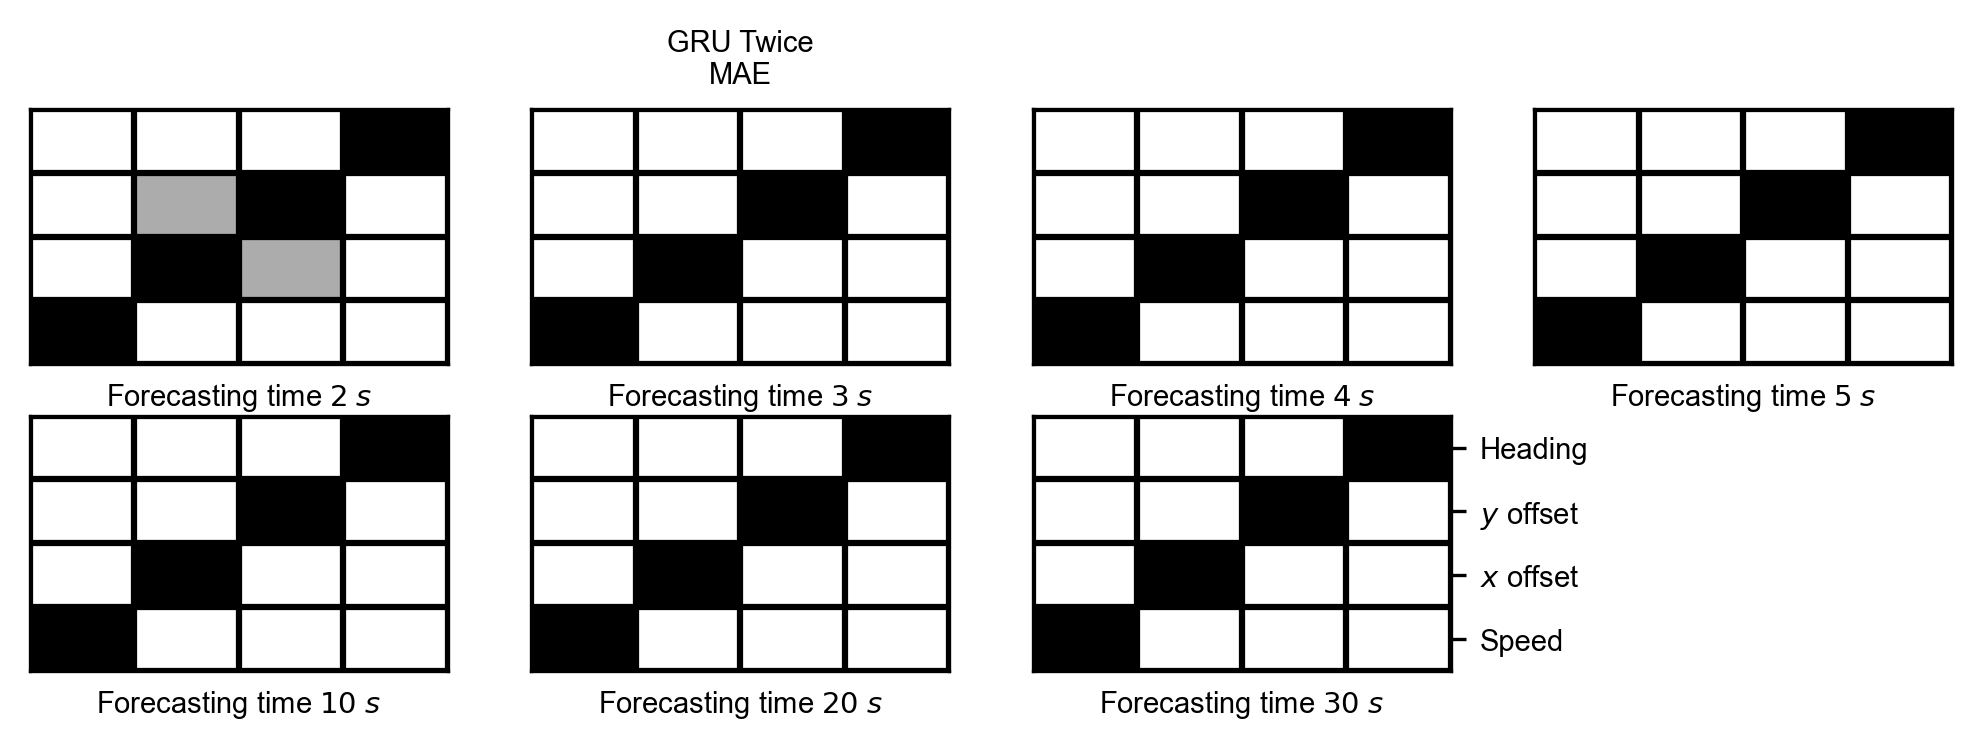 GRU Twice
MAE
Forecasting time 2 s
Forecasting time 3 s
Forecasting time 4 s
Forecasting time 5 s
Heading
y offset
x offset
Speed
Forecasting time 10 s
Forecasting time 20 s
Forecasting time 30 s